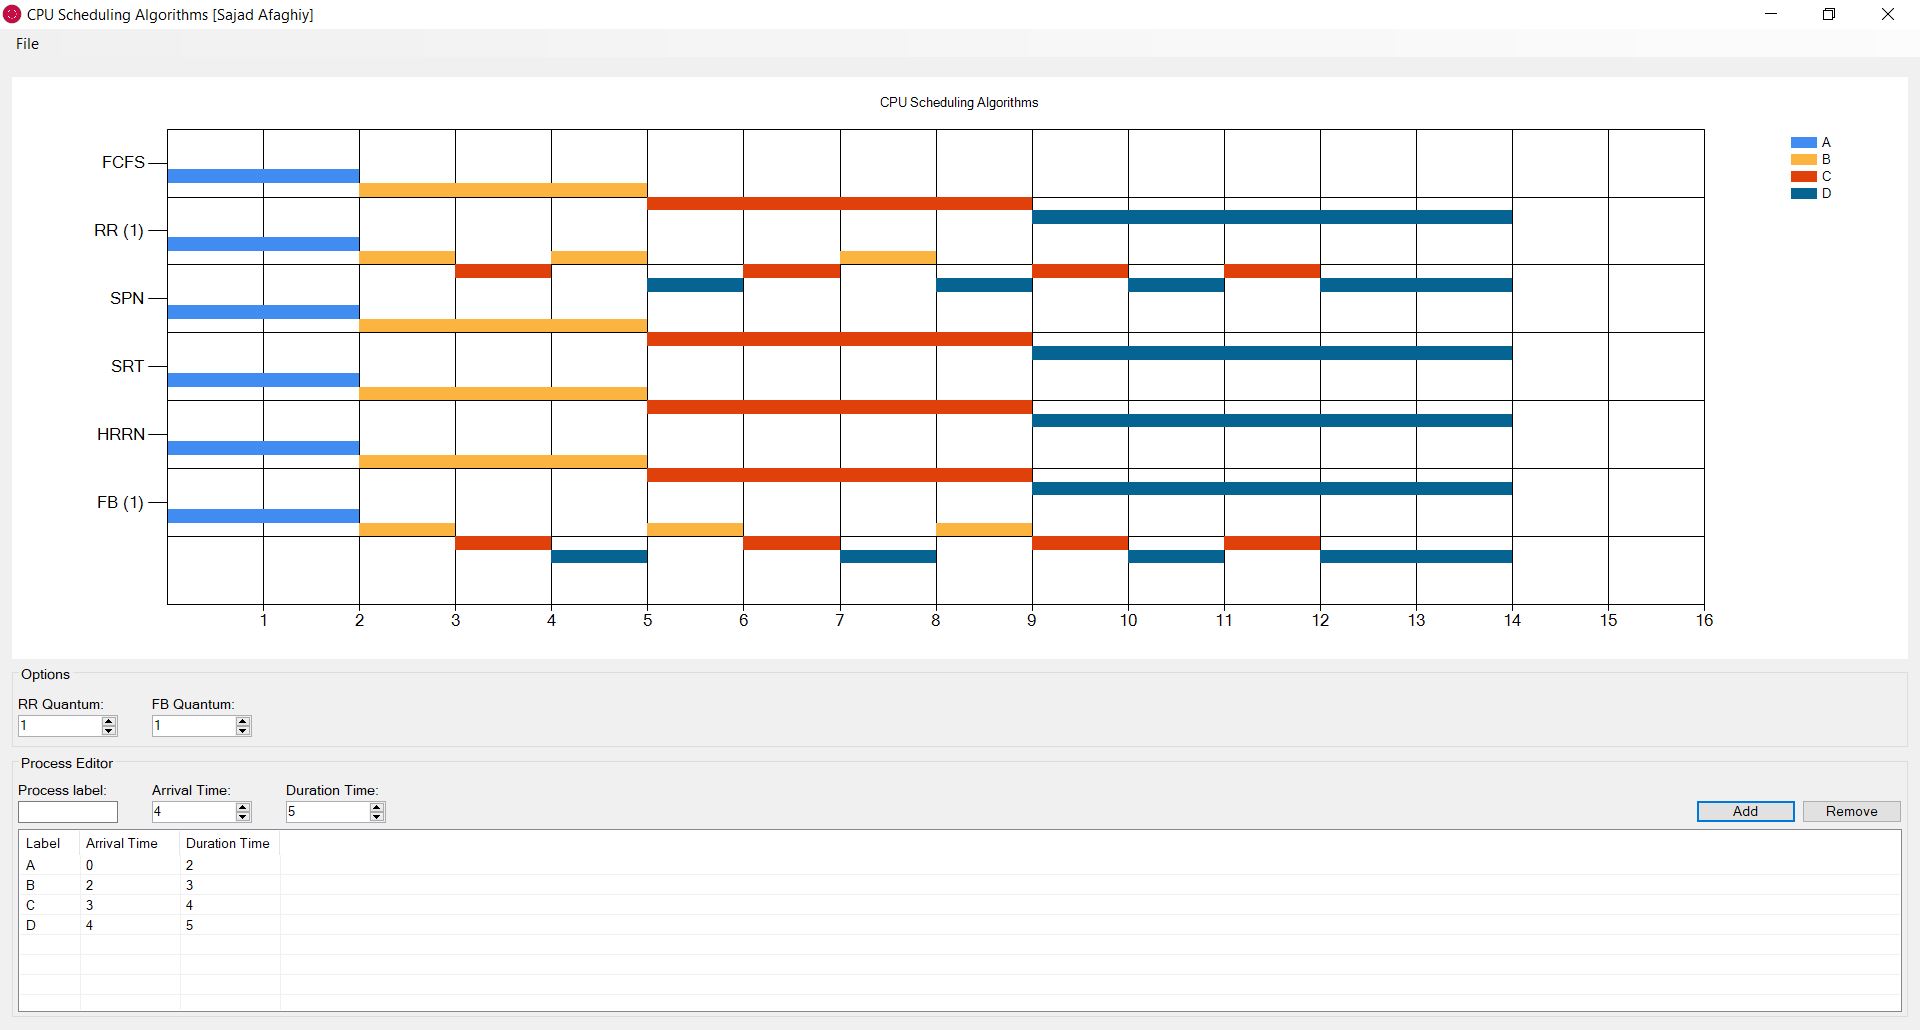 CPU Scheduling Algorithms [Sajad Afaghiy]
File
CPU Scheduling Algorithms
FCFS
RR (1)
SPN
SRT
HRRN
FB (1)
A
B
C
D
1 2 3 4 5 6 7 8 9 10 11 12 13 14 15 16
Options
RR Quantum: FB Quantum:
1 1
Process Editor
Process label: Arrival Time: Duration Time:
4 5 Add Remove
Label Arrival Time Duration Time
A 0 2
B 2 3
C 3 4
D 4 5